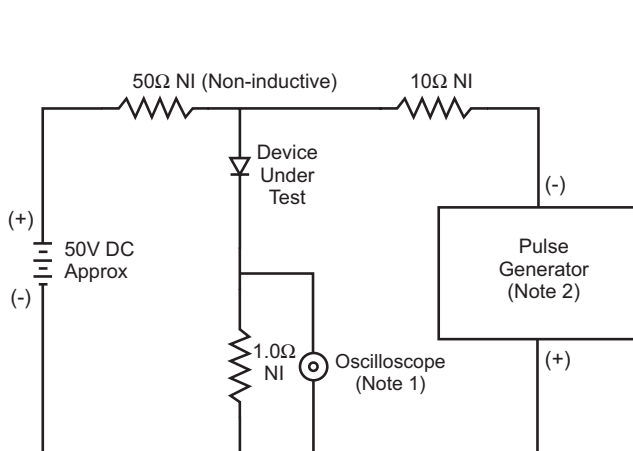 50Ω NI (Non-inductive)
10Ω NI
Device
Under
Test
(-)
(+)
50V DC
Approx
(-)
Pulse
Generator
(Note 2)
1.0Ω
NI
Oscilloscope
(Note 1)
(+)